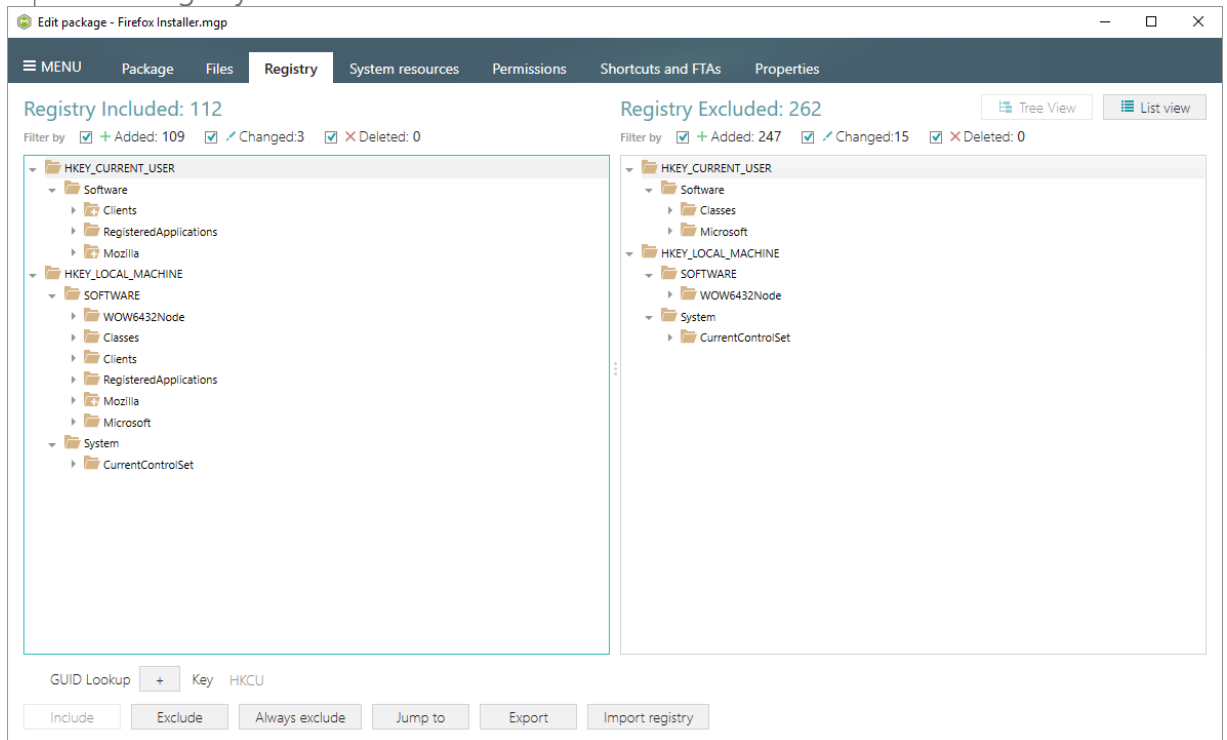 Edit package - Firefox Installer.mgp
MENU Package Files Registry System resources Permissions Shortcuts and FTAs Properties
Registry Included: 112
Filter by + Added: 109 Changed:3 Deleted: 0
HKEY_CURRENT_USER
Software
Clients
RegisteredApplications
Mozilla
HKEY_LOCAL_MACHINE
SOFTWARE
WOW6432Node
Classes
Clients
RegisteredApplications
Mozilla
Microsoft
System
CurrentControlSet
Registry Excluded: 262
Tree View List view
Filter by + Added: 247 Changed:15 Deleted: 0
HKEY_CURRENT_USER
Software
Classes
Microsoft
HKEY_LOCAL_MACHINE
SOFTWARE
WOW6432Node
System
CurrentControlSet
GUID Lookup + Key HKCU
Include Exclude Always exclude Jump to Export Import registry